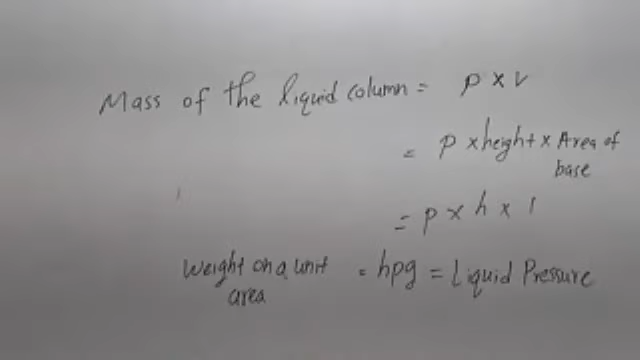 Mass of the liquid column = ρ × v
= ρ × height × Area of base
= ρ × h × 1
Weight on a unit area = hρg = Liquid Pressure